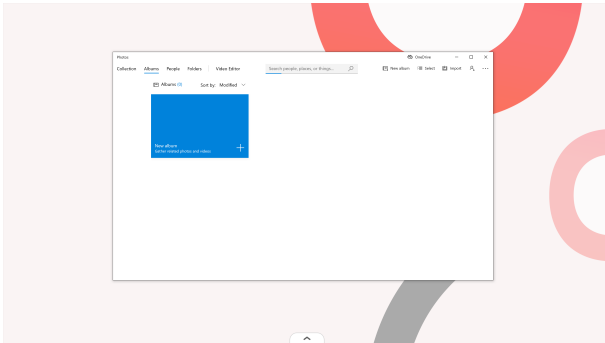 Photos
OneDrive
Collection Albums People Folders Video Editor Search people, places, or things... New album Select Import
Albums (0) Sort by: Modified
New album
Gather related photos and videos